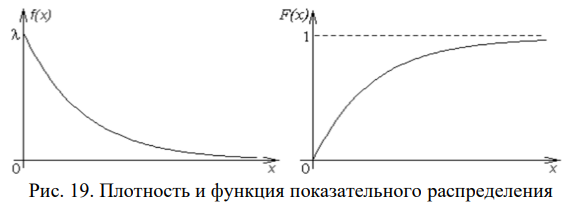 f(x)
λ
0
x
F(x)
1
0
x
Рис. 19. Плотность и функция показательного распределения